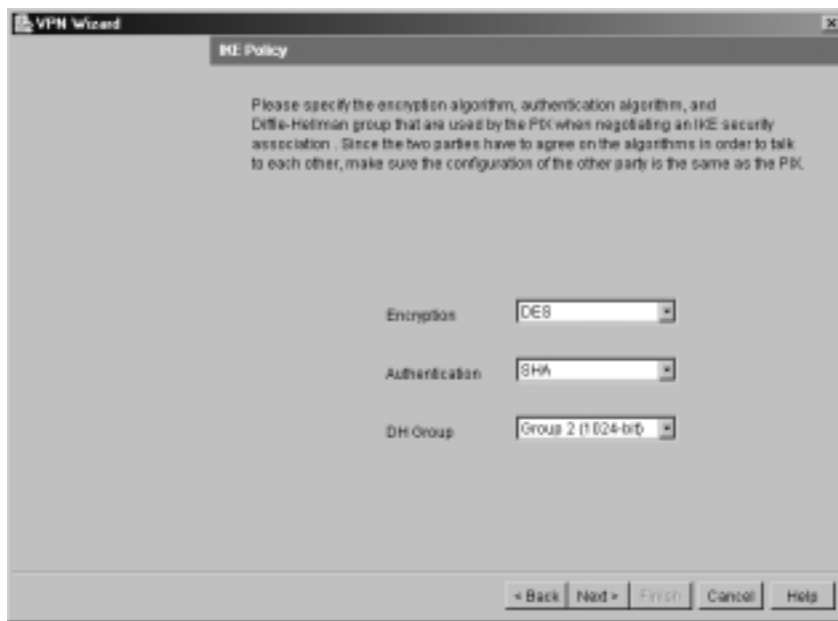 VPN Wizard
IKE Policy
Please specify the encryption algorithm, authentication algorithm, and
Diffie-Hellman group that are used by the PIX when negotiating an IKE security
association . Since the two parties have to agree on the algorithms in order to talk
to each other, make sure the configuration of the other party is the same as the PIX.
Encryption DES
Authentication SHA
DH Group Group 2 (1024-bit)
< Back Next > Finish Cancel Help